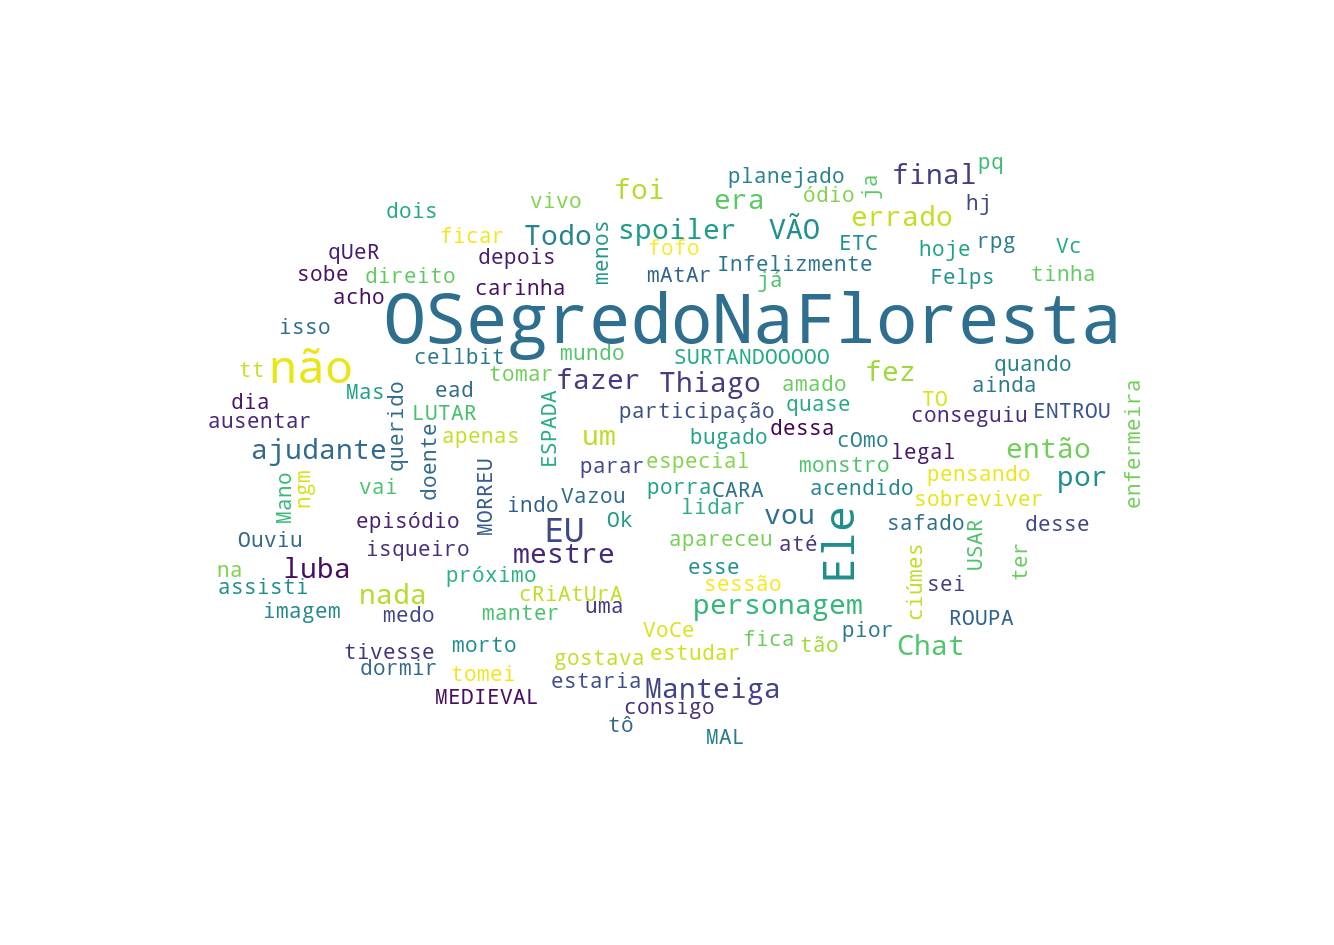 pq
planejado
final
ja
ódio
foi
vivo
era
hj
dois
errado
ficar
Todo
spoiler
VÃO
ETC
rpg
Vc
hoje
qUeR
depois
menos
fofo
Infelizmente
sobe
direito
carinha
mAtAr
já
Felps
tinha
acho
OSegredoNaFloresta
isso
cellbit
mundo
SURTANDOOOOO
quando
tt
não
tomar
fazer
Thiago
amado
fez
ainda
dia
Mas
querido
ead
ESPADA
quase
TO
enfermeira
ausentar
LUTAR
participação
dessa
conseguiu
ENTROU
ajudante
doente
apenas
um
bugado
cOmo
legal
então
parar
especial
monstro
pensando
por
Mano
ngm
vai
MORREU
indo
Vazou
porra
CARA
acendido
sobreviver
episódio
Ok
lidar
vou
Ele
safado
USAR
desse
Ouviu
isqueiro
EU
mestre
apareceu
até
ter
na
luba
próximo
esse
sessão
ciúmes
sei
assisti
imagem
nada
medo
cRiAtUrA
manter
uma
personagem
ROUPA
tivesse
morto
VoCe
fica
tão
pior
Chat
dormir
tomei
gostava
estudar
MEDIEVAL
estaria
Manteiga
consigo
tô
MAL